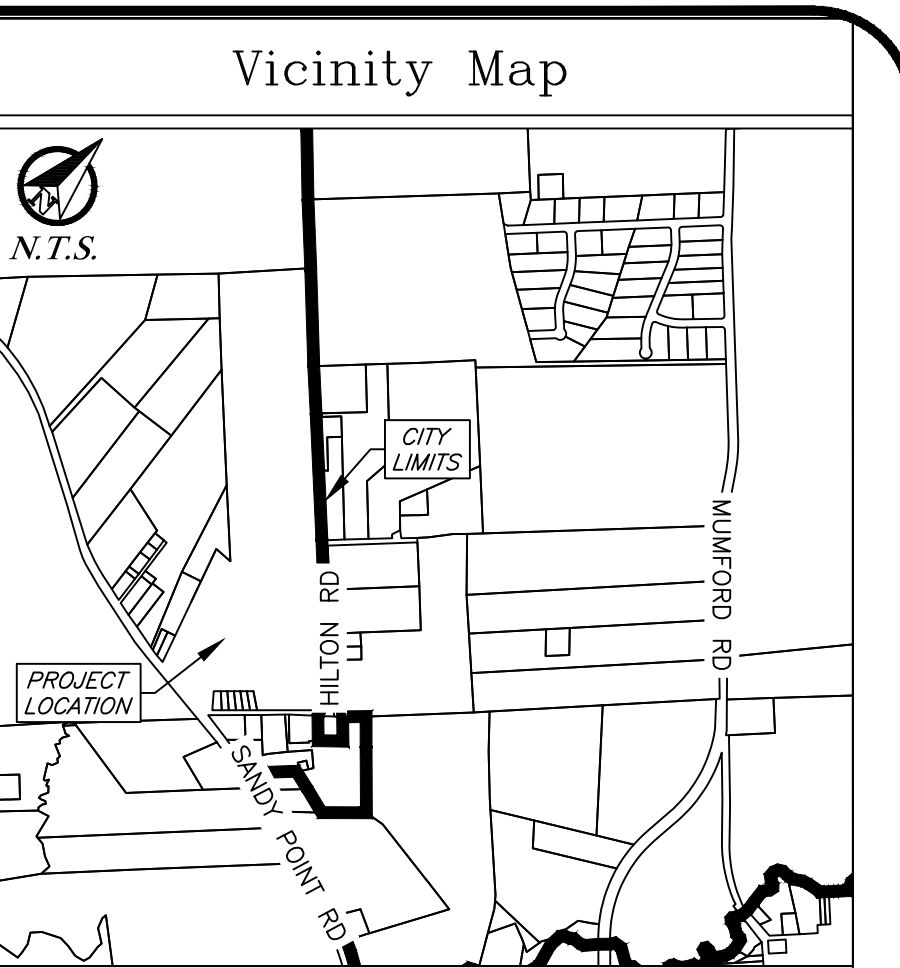 Vicinity Map
N
N.T.S.
CITY
LIMITS
MUMFORD RD
HILTON RD
PROJECT
LOCATION
SANDY POINT RD